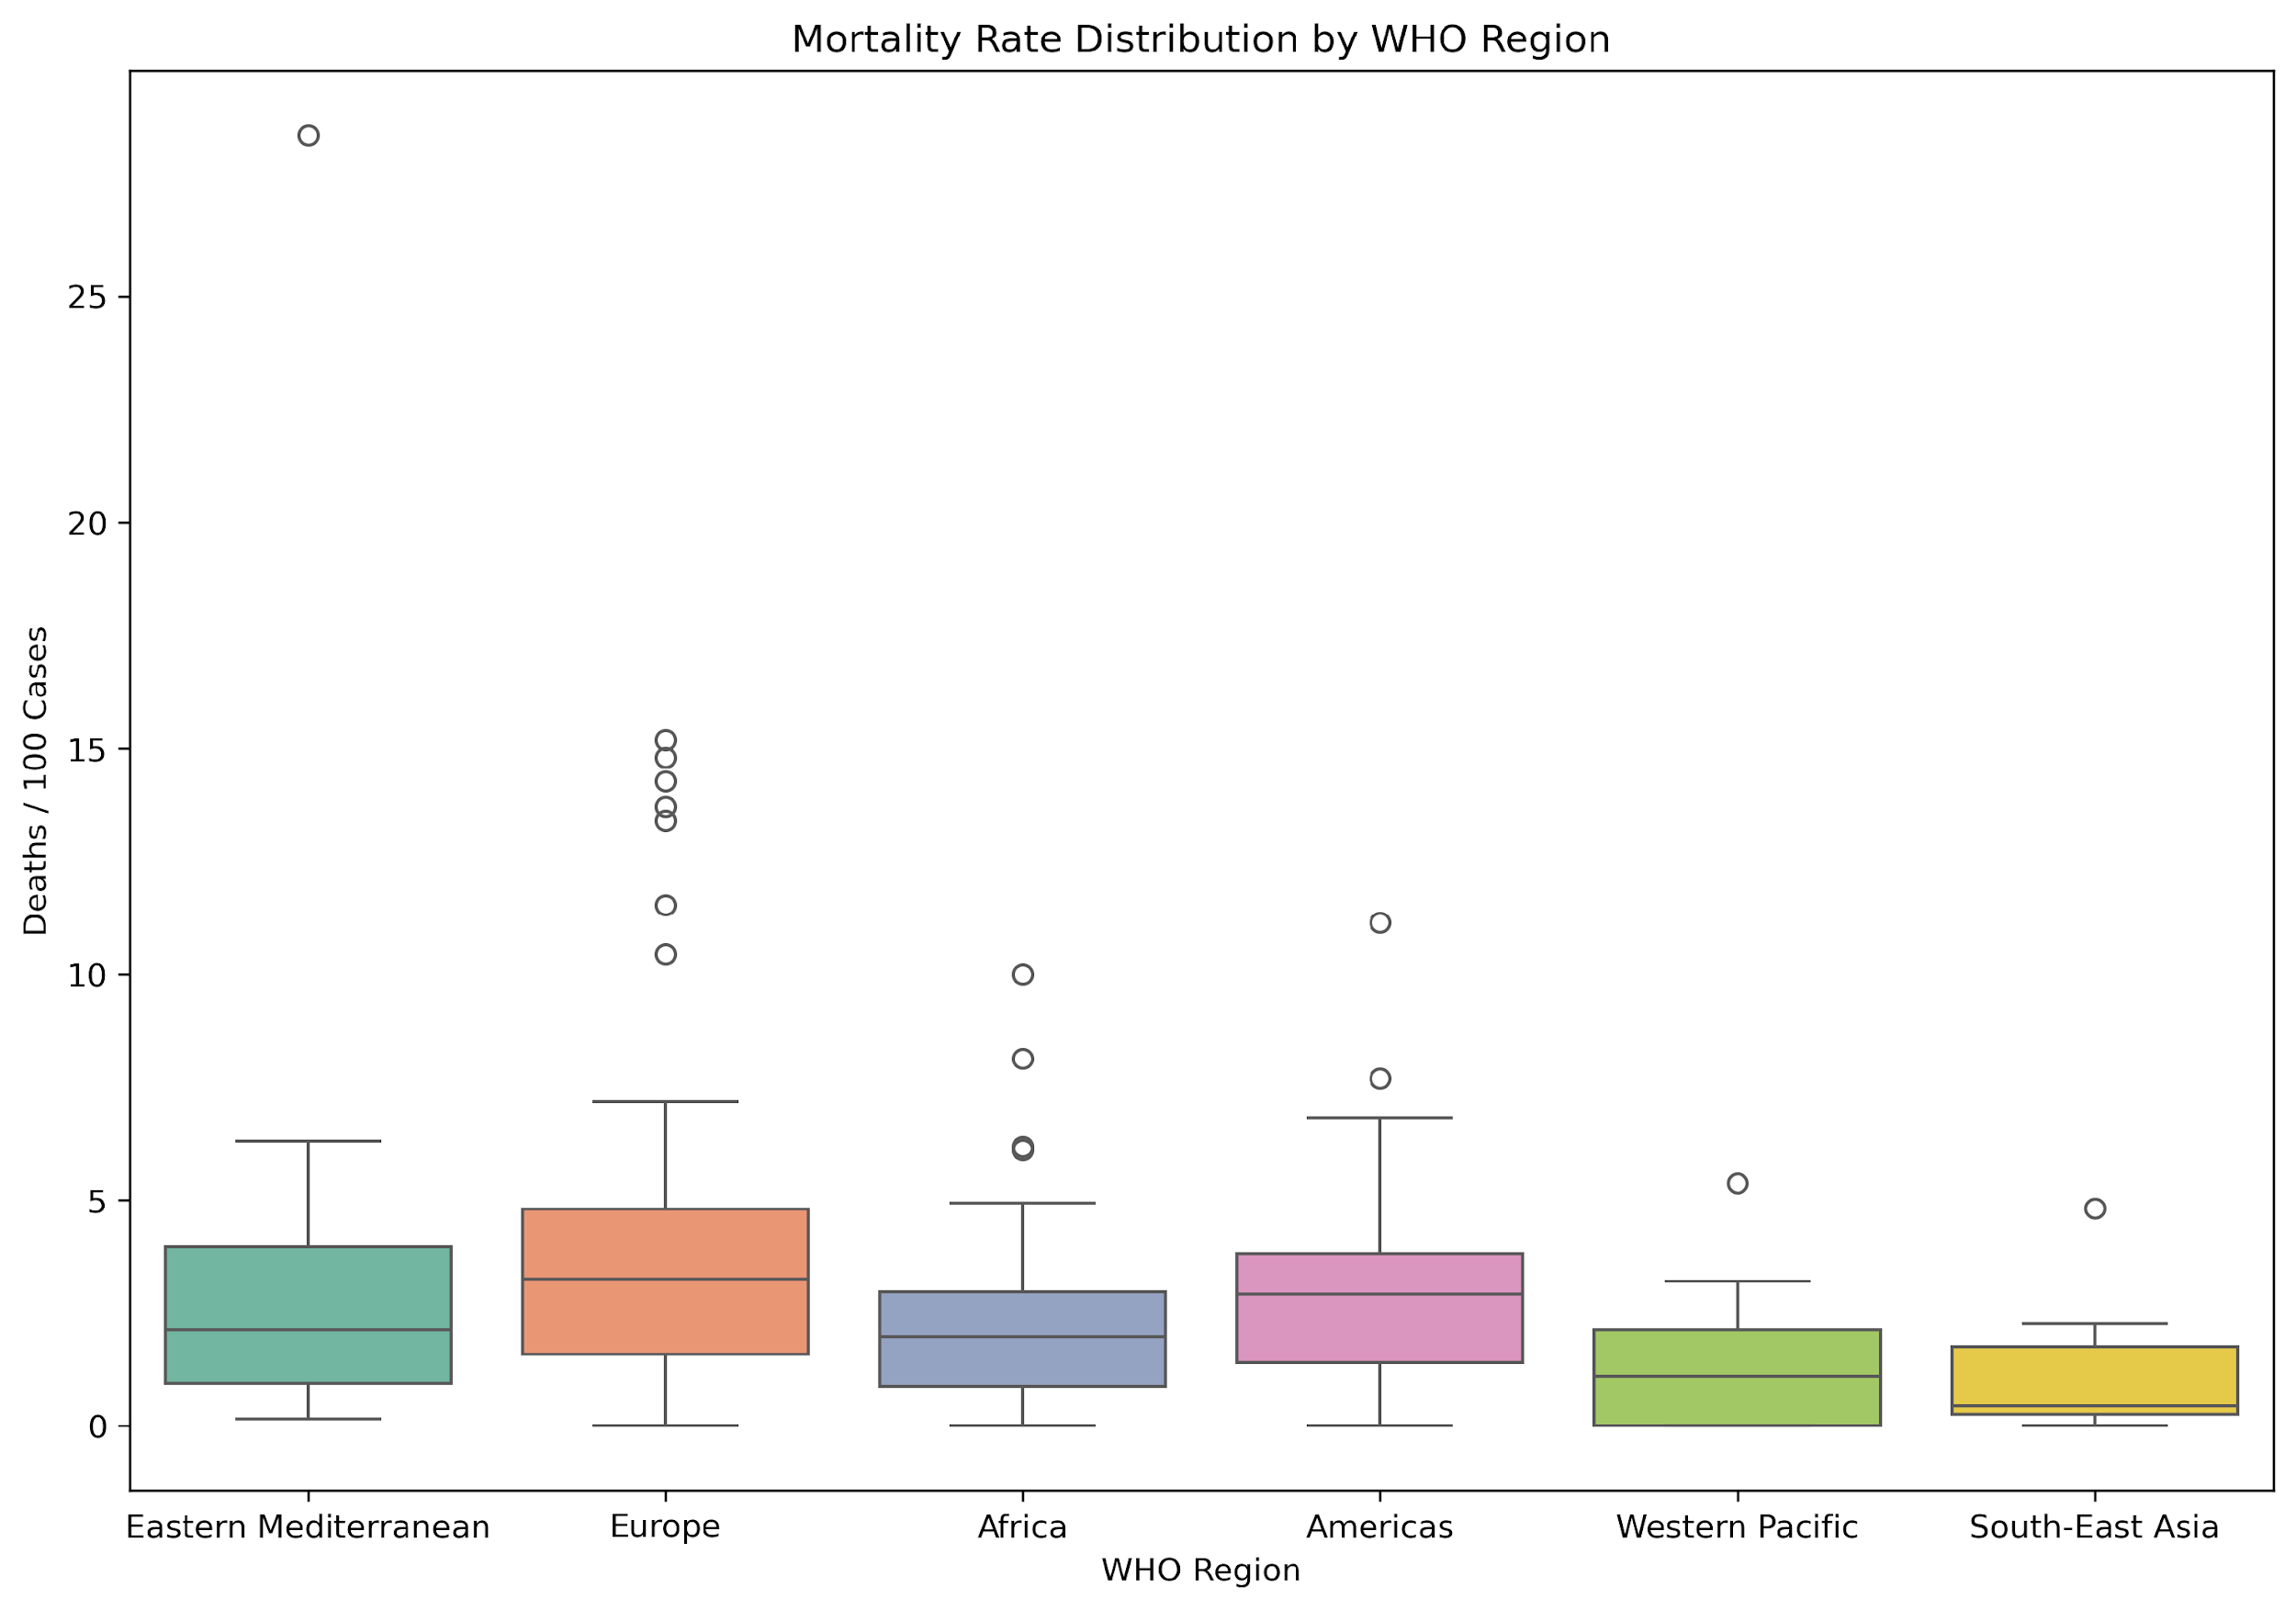 Mortality Rate Distribution by WHO Region
Deaths / 100 Cases
25
20
15
10
5
0
Eastern Mediterranean
Europe
Africa
Americas
Western Pacific
South-East Asia
WHO Region